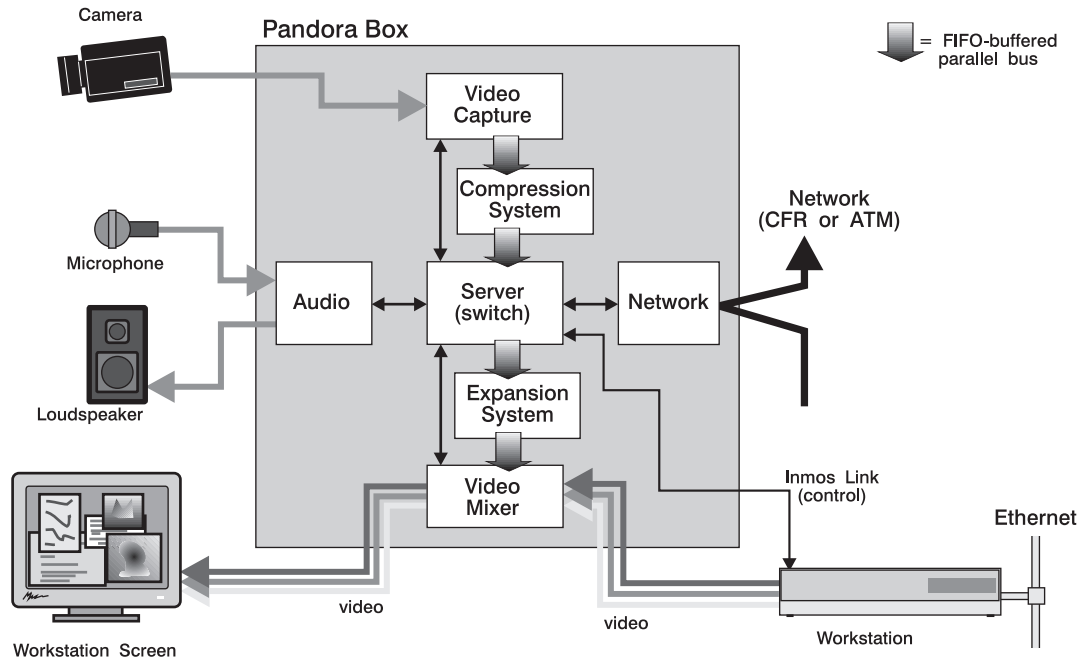 Camera
Pandora Box
= FIFO-buffered
parallel bus
Video
Capture
Compression
System
Network
(CFR or ATM)
Microphone
Audio
Server
(switch)
Network
Loudspeaker
Expansion
System
Video
Mixer
Inmos Link
(control)
Ethernet
video
video
Workstation
Workstation Screen